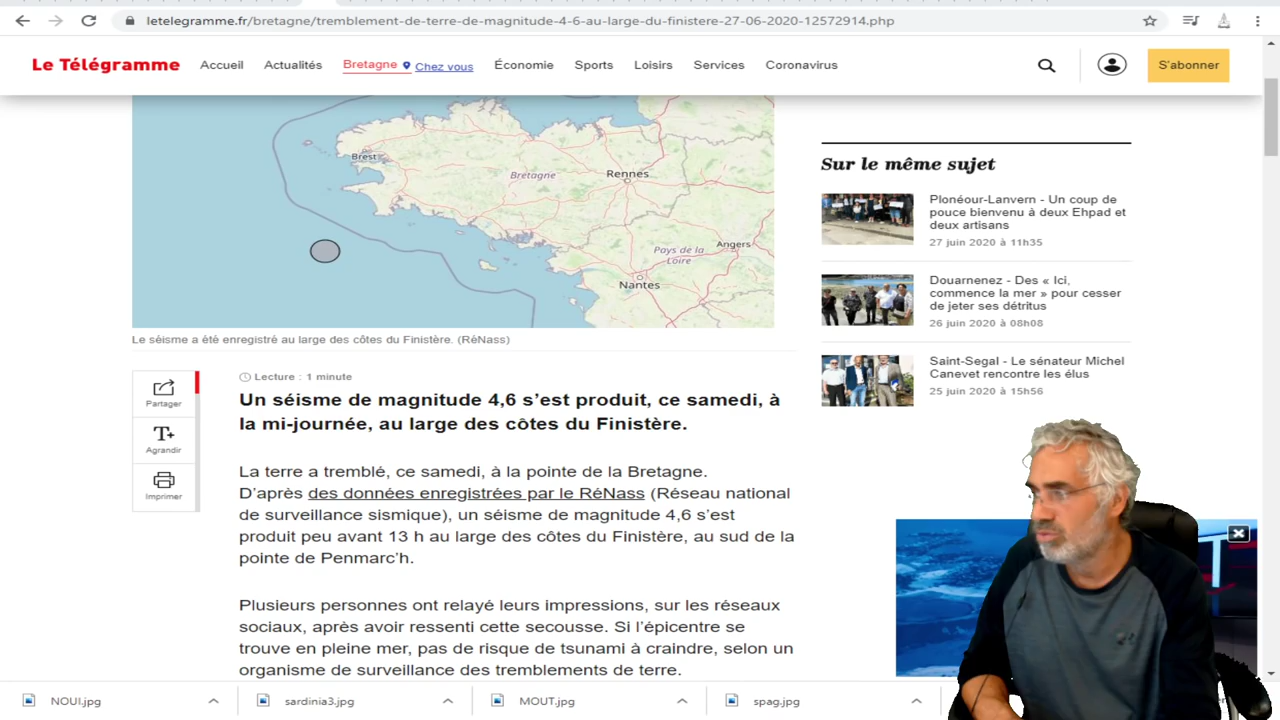 letelegramme.fr/bretagne/tremblement-de-terre-de-magnitude-4-6-au-large-du-finistere-27-06-2020-12572914.php
Le Télégramme
Accueil
Actualités
Bretagne
Chez vous
Économie
Sports
Loisirs
Services
Coronavirus
S'abonner
Brest
Bretagne
Rennes
Pays de la
Loire
Angers
Nantes
Le séisme a été enregistré au large des côtes du Finistère. (RéNass)
Partager
Agrandir
Imprimer
Lecture : 1 minute
Un séisme de magnitude 4,6 s’est produit, ce samedi, à
la mi-journée, au large des côtes du Finistère.
La terre a tremblé, ce samedi, à la pointe de la Bretagne.
D’après des données enregistrées par le RéNass (Réseau national
de surveillance sismique), un séisme de magnitude 4,6 s’est
produit peu avant 13 h au large des côtes du Finistère, au sud de la
pointe de Penmarc’h.
Plusieurs personnes ont relayé leurs impressions, sur les réseaux
sociaux, après avoir ressenti cette secousse. Si l’épicentre se
trouve en pleine mer, pas de risque de tsunami à craindre, selon un
organisme de surveillance des tremblements de terre.
Sur le même sujet
Plonéour-Lanvern - Un coup de
pouce bienvenu à deux Ehpad et
deux artisans
27 juin 2020 à 11h35
Douarnenez - Des « Ici,
commence la mer » pour cesser
de jeter ses détritus
26 juin 2020 à 08h08
Saint-Segal - Le sénateur Michel
Canevet rencontre les élus
25 juin 2020 à 15h56
NOUI.jpg
sardinia3.jpg
MOUT.jpg
spag.jpg